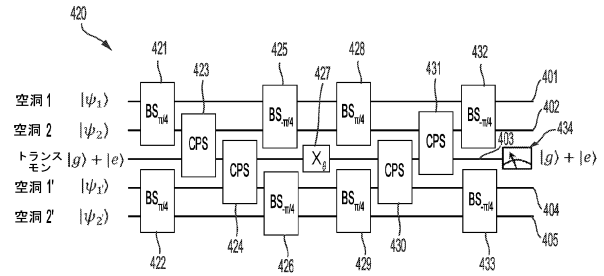 420
421
423
425
427
428
431
432
401
402
403
434
空洞 1 |ψ₁⟩
空洞 2 |ψ₂⟩
トランスモン |g⟩+|e⟩
空洞 1' |ψ₁'⟩
空洞 2' |ψ₂'⟩
BSπ/4
CPS
BS-π/4
Xθ
BSπ/4
CPS
BS-π/4
|g⟩+|e⟩
BSπ/4
CPS
BS-π/4
BSπ/4
CPS
BS-π/4
404
405
422
424
426
429
430
433